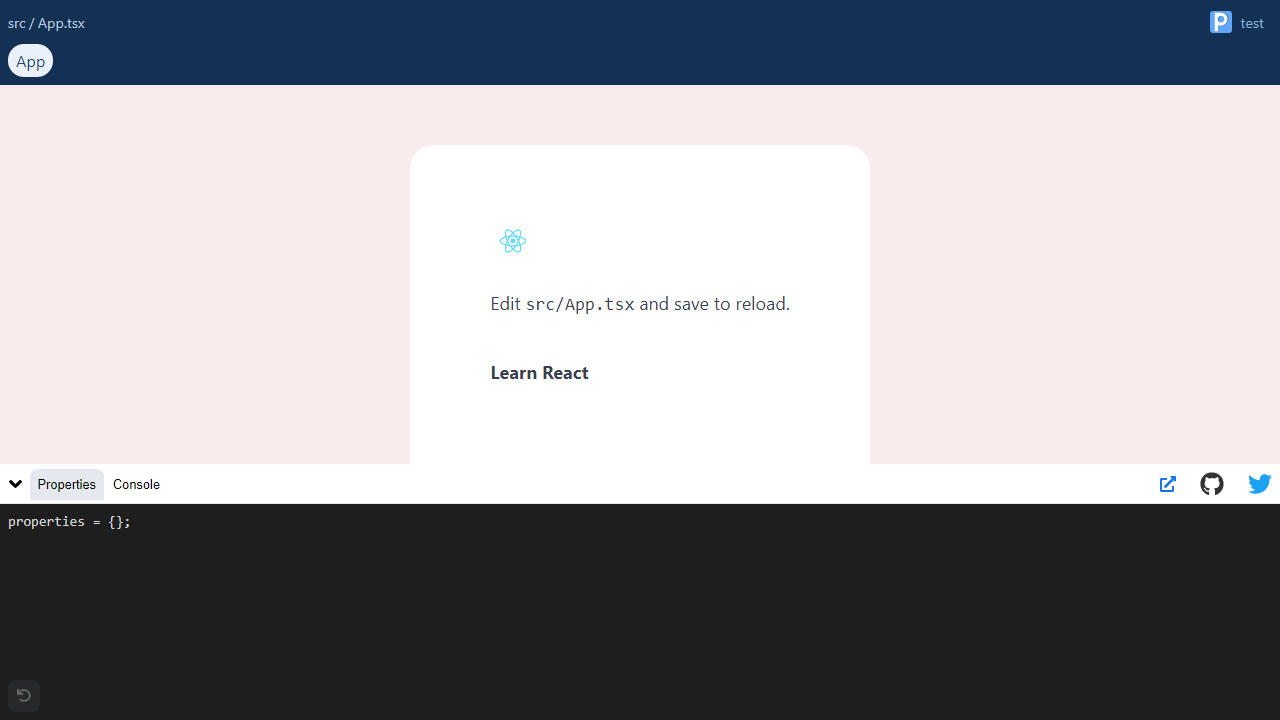 src / App.tsx
P test
App
Edit src/App.tsx and save to reload.
Learn React
Properties Console
properties = {};